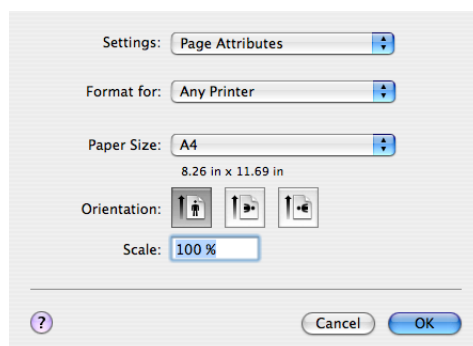 Settings: Page Attributes
Format for: Any Printer
Paper Size: A4
8.26 in x 11.69 in
Orientation:
Scale: 100 %
? Cancel OK